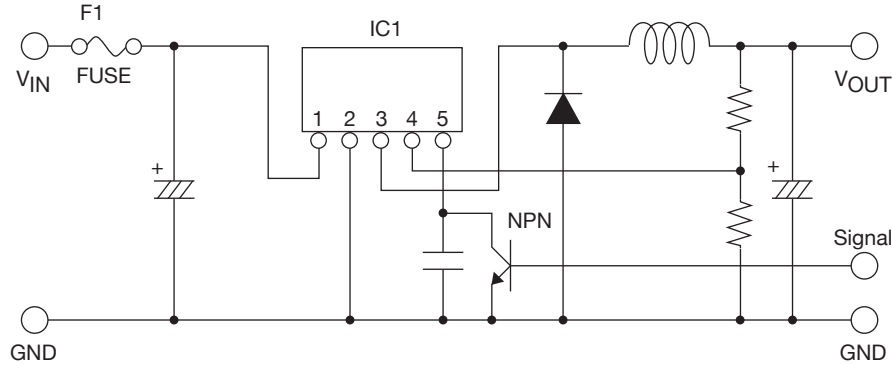 F1
IC1
V_IN
FUSE
1 2 3 4 5
V_OUT
+
+
NPN
Signal
GND
GND